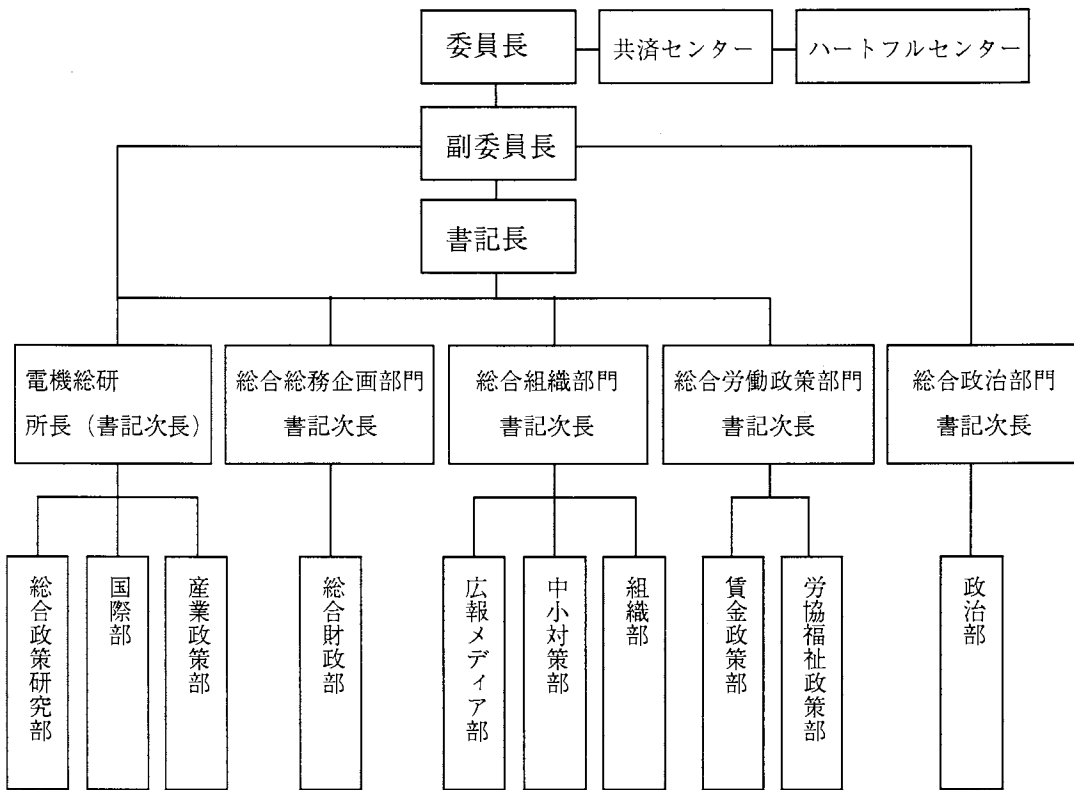 委員長
共済センター
ハートフルセンター
副委員長
書記長
電機総研
所長（書記次長）
総合総務企画部門
書記次長
総合組織部門
書記次長
総合労働政策部門
書記次長
総合政治部門
書記次長
総合政策研究部
国際部
産業政策部
総合財政部
広報メディア部
中小対策部
組織部
賃金政策部
労協福祉政策部
政治部